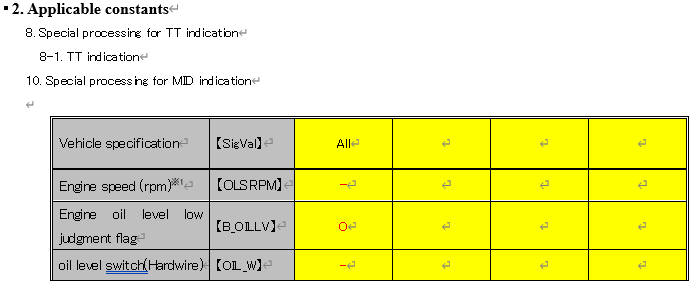 ▪ 2. Applicable constants↵
8. Special processing for TT indication↵
8-1. TT indication↵
10. Special processing for MID indication↵
↵
Vehicle specification↵ 【SigVal】↵ All↵ ↵ ↵ ↵
Engine speed (rpm)※1↵ 【OLSRPM】↵ −↵ ↵ ↵ ↵
Engine oil level low
judgment flag↵ 【B_OILLV】↵ O↵ ↵ ↵ ↵
oil level switch(Hardwire)↵ 【OIL_W】↵ −↵ ↵ ↵ ↵